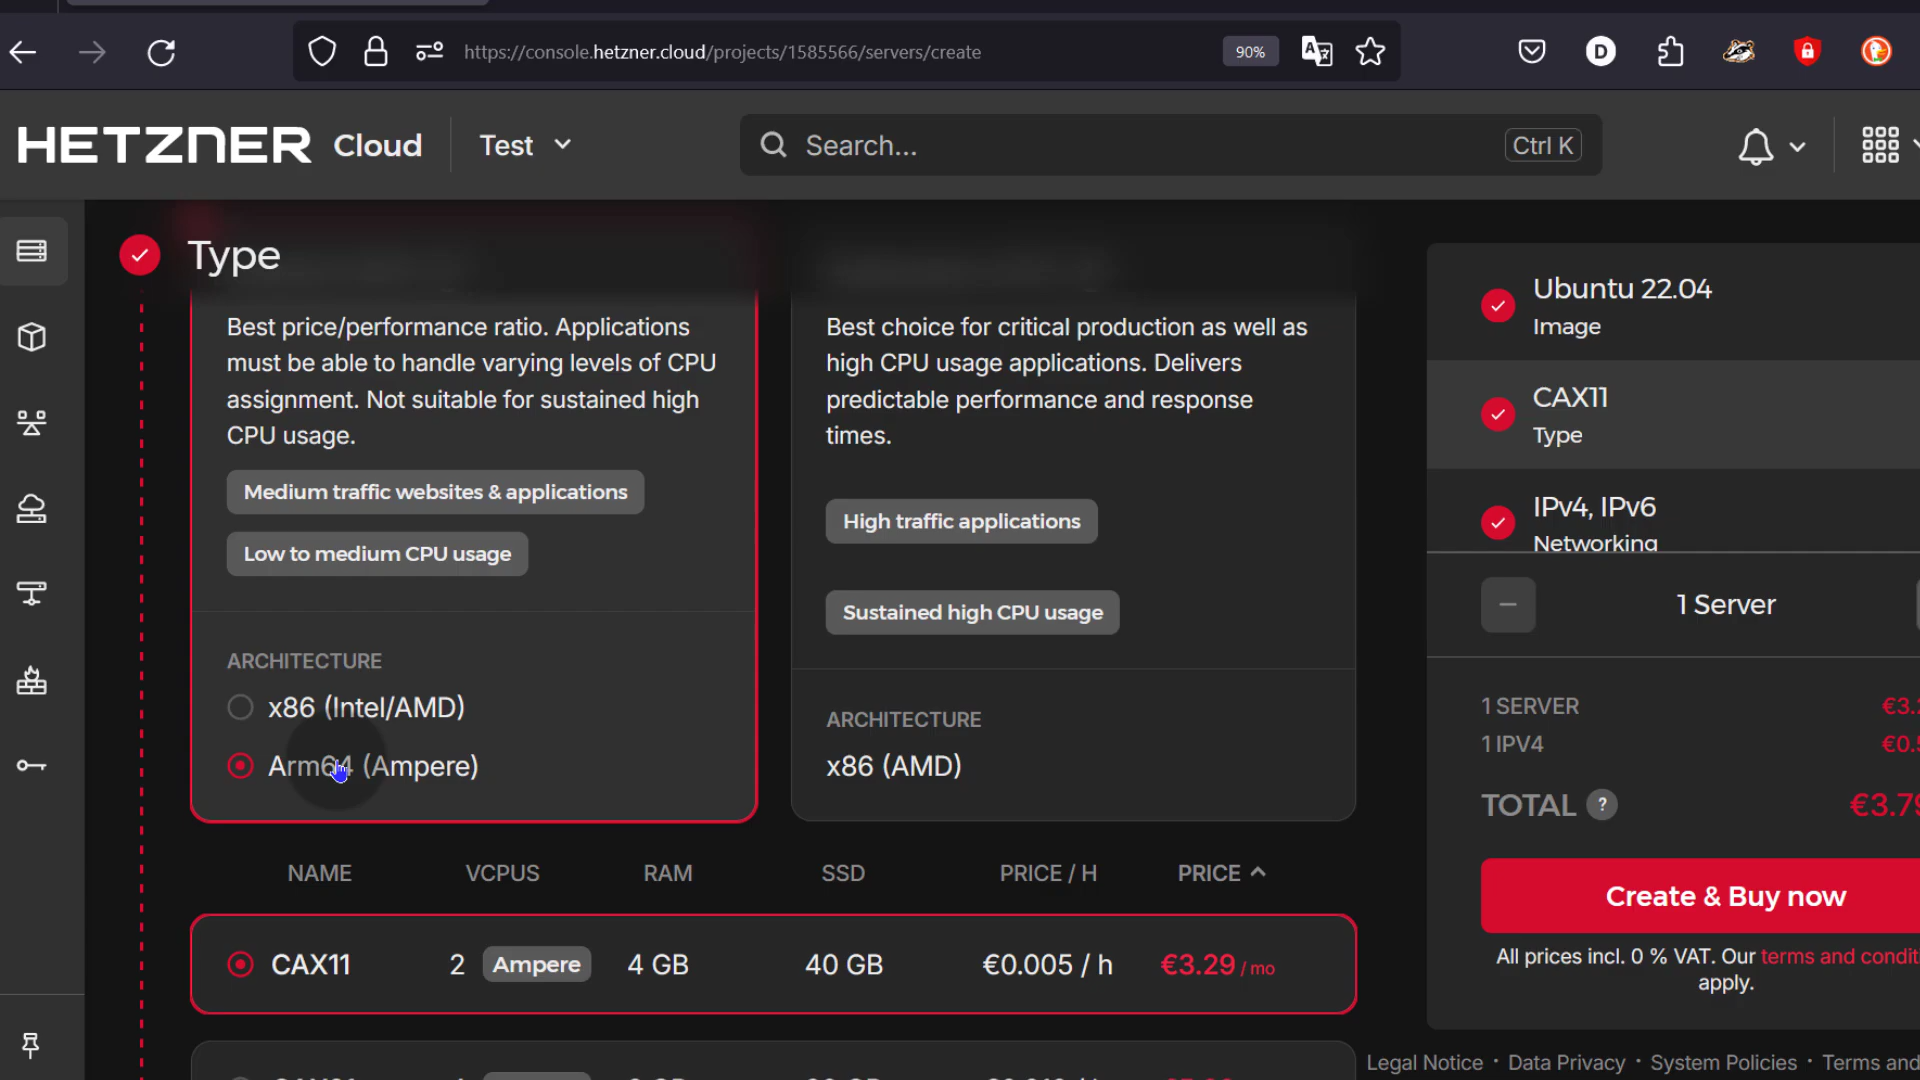 https://console.hetzner.cloud/projects/1585566/servers/create
90%
HETZNER Cloud
Test
Search...
Ctrl K
Type
Best price/performance ratio. Applications
must be able to handle varying levels of CPU
assignment. Not suitable for sustained high
CPU usage.
Medium traffic websites & applications
Low to medium CPU usage
ARCHITECTURE
x86 (Intel/AMD)
Arm64 (Ampere)
Best choice for critical production as well as
high CPU usage applications. Delivers
predictable performance and response
times.
High traffic applications
Sustained high CPU usage
ARCHITECTURE
x86 (AMD)
NAME VCPUS RAM SSD PRICE / H PRICE
CAX11 2 Ampere 4 GB 40 GB €0.005 / h €3.29 / mo
Ubuntu 22.04
Image
CAX11
Type
IPv4, IPv6
Networking
1 Server
1 SERVER
1 IPV4
TOTAL ? €3.79
Create & Buy now
All prices incl. 0 % VAT. Our terms and condit
apply.
Legal Notice · Data Privacy · System Policies · Terms and